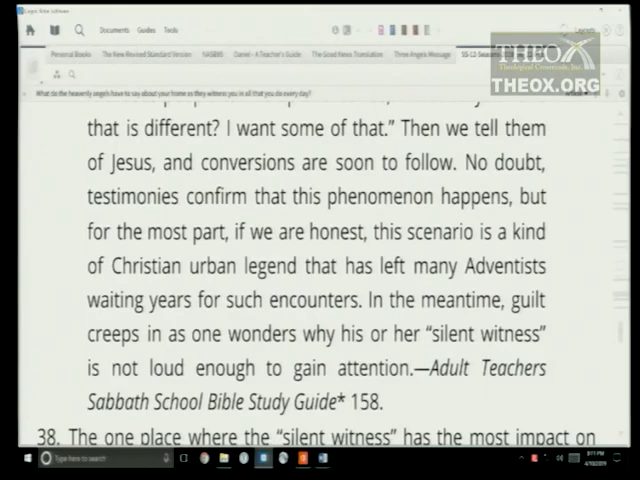 Logos Bible Software
Documents Guides Tools
Layouts
Personal Books The New Revised Standard Version NASB95 Daniel - A Teacher's Guide The Good News Translation Three Angels Message
THEOX
THEOX.ORG
What do the heavenly angels have to say about your home as they witness you in all that you do every day?
that is different? I want some of that." Then we tell them
of Jesus, and conversions are soon to follow. No doubt,
testimonies confirm that this phenomenon happens, but
for the most part, if we are honest, this scenario is a kind
of Christian urban legend that has left many Adventists
waiting years for such encounters. In the meantime, guilt
creeps in as one wonders why his or her "silent witness"
is not loud enough to gain attention.—Adult Teachers
Sabbath School Bible Study Guide* 158.
38. The one place where the "silent witness" has the most impact on
Type here to search
4/10/2019